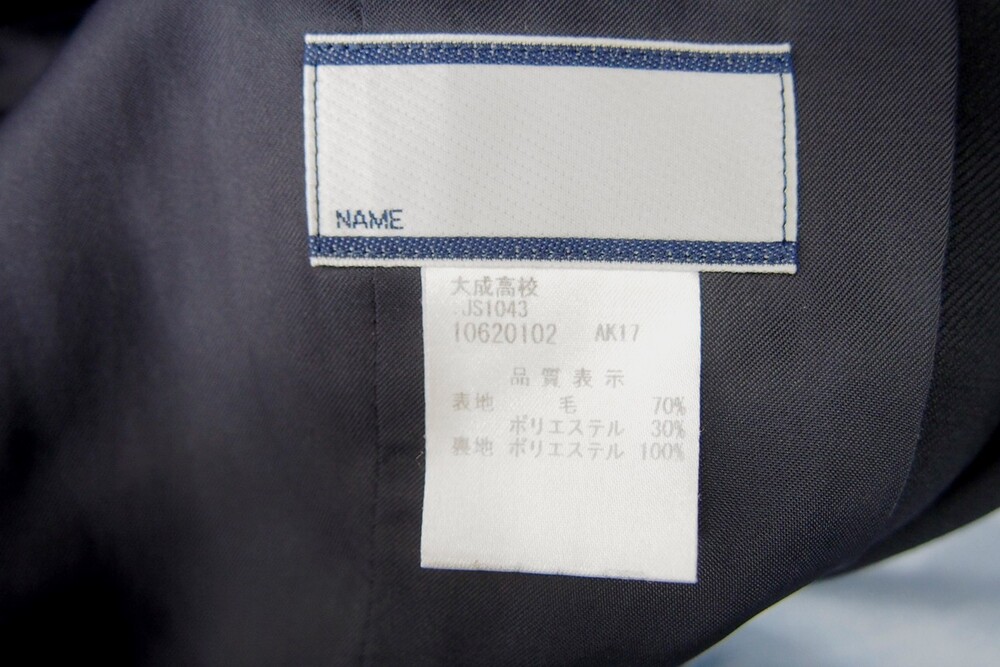 NAME
大成高校
JS1043
10620102 AK17
品質表示
表地 毛 70%
ポリエステル 30%
裏地 ポリエステル 100%